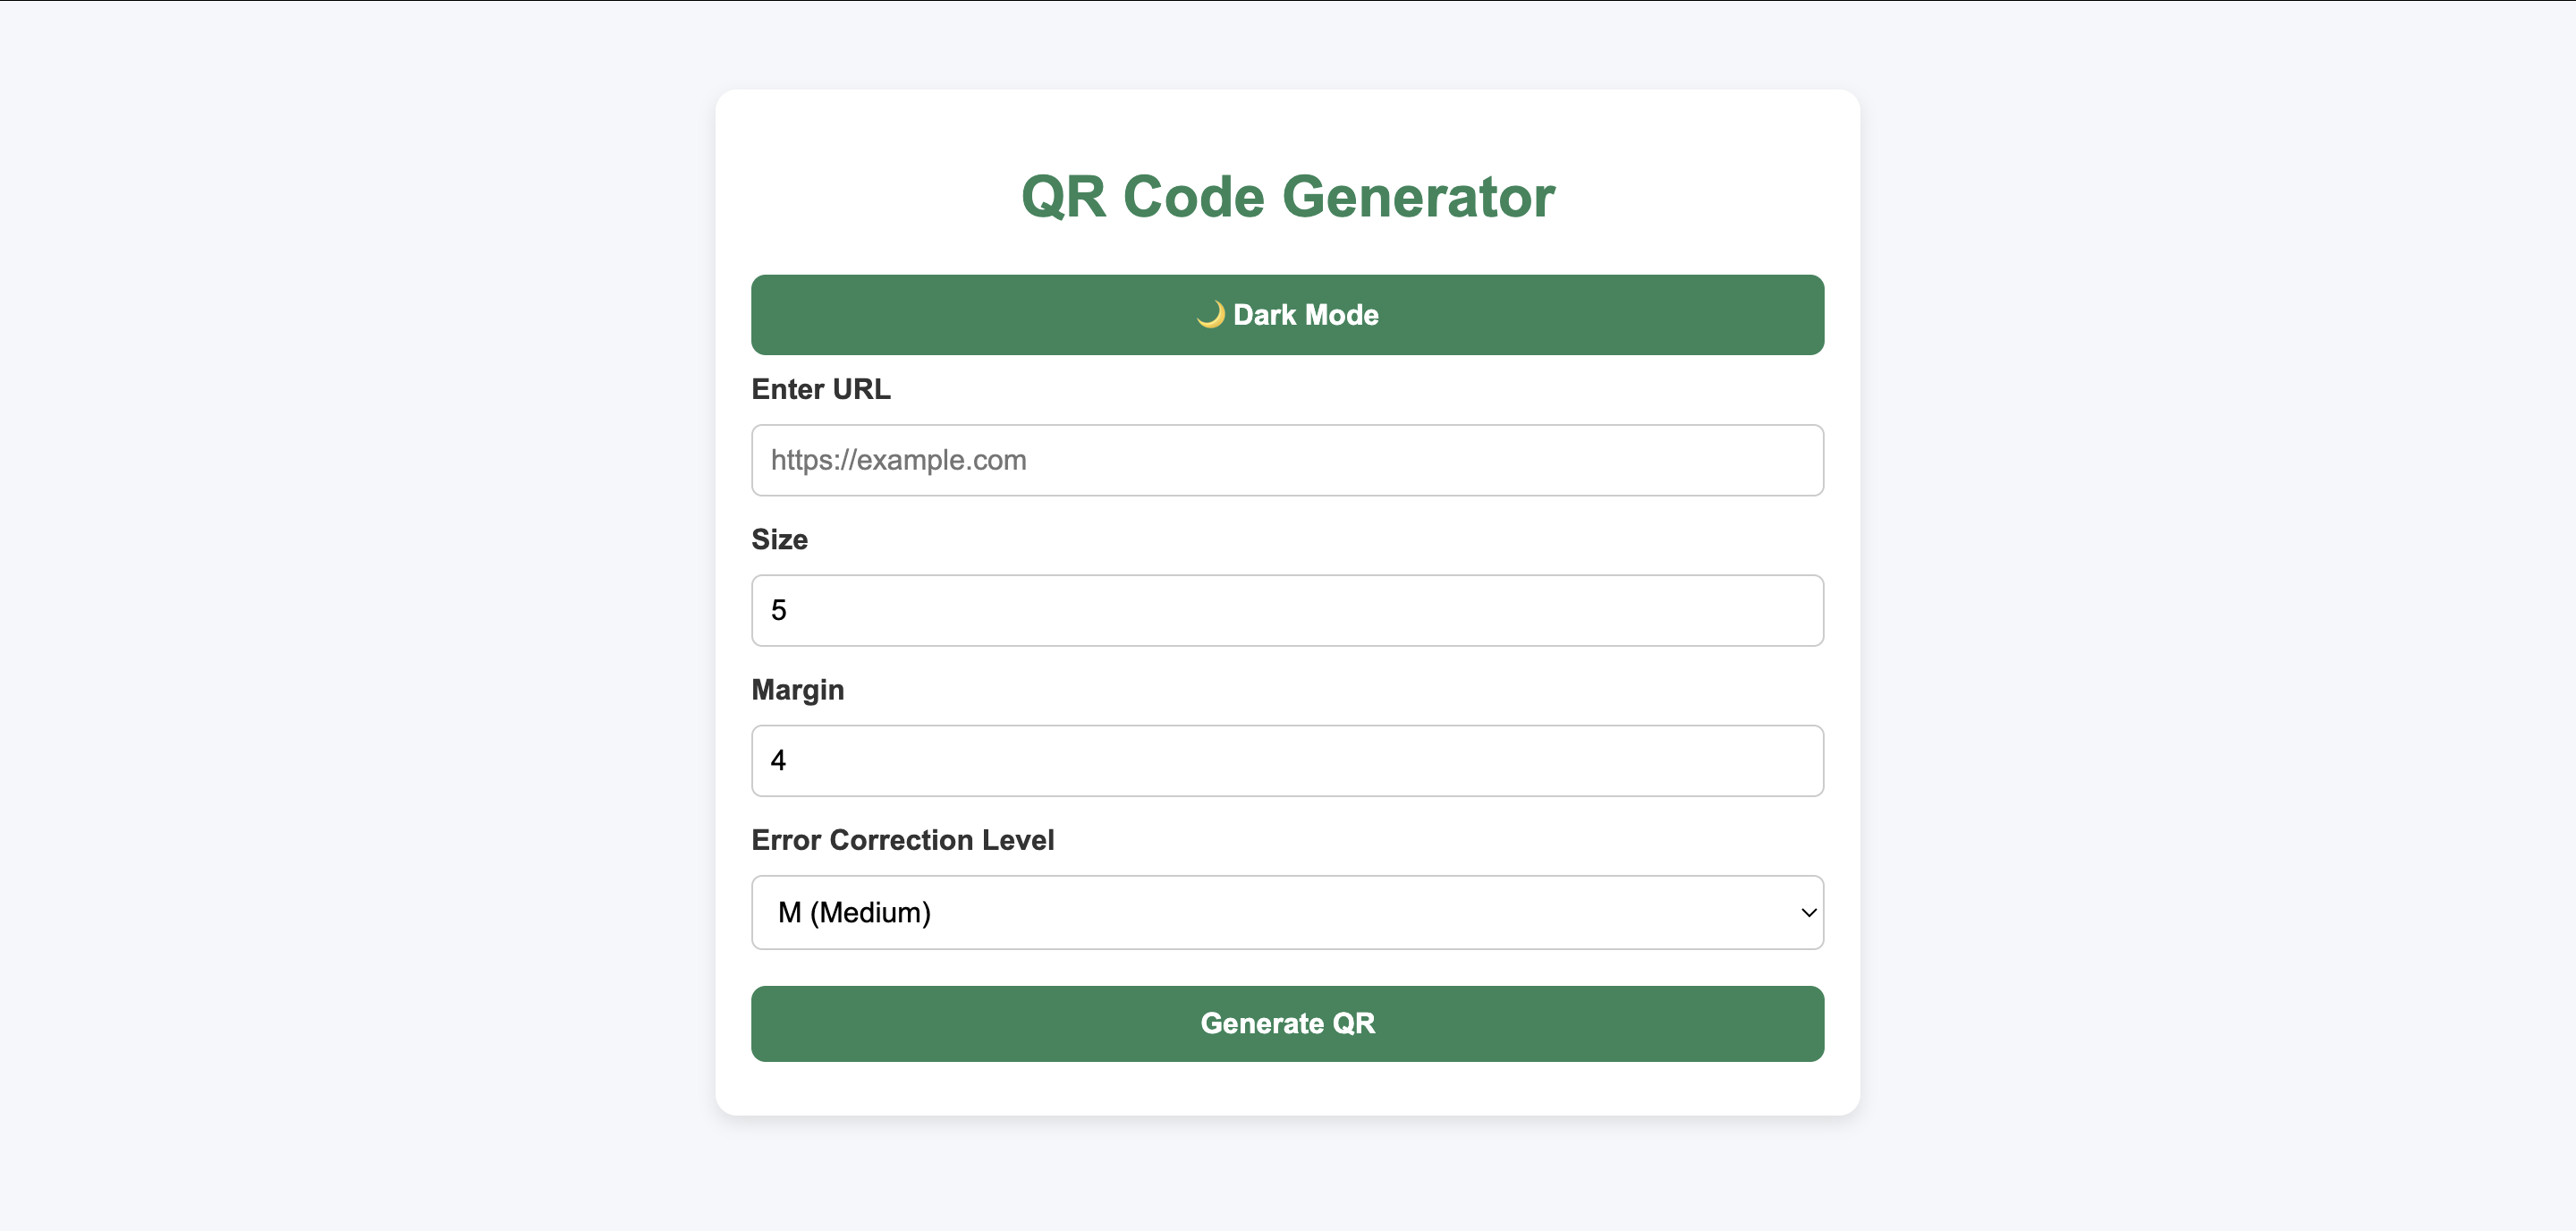 QR Code Generator
🌙 Dark Mode
Enter URL
https://example.com
Size
5
Margin
4
Error Correction Level
M (Medium)
Generate QR